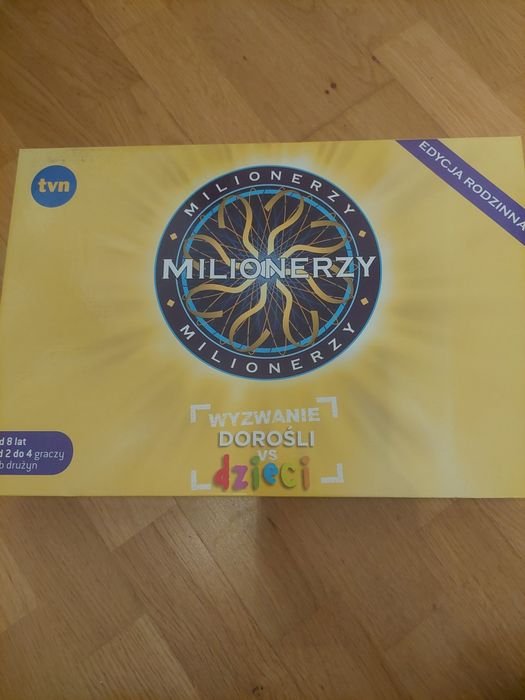 tvn
EDYCJA RODZINNA
MILIONERZY
MILIONERZY
MILIONERZY
WYZWANIE
DOROŚLI
VS
dzieci
d 8 lat
d 2 do 4 graczy
b drużyn